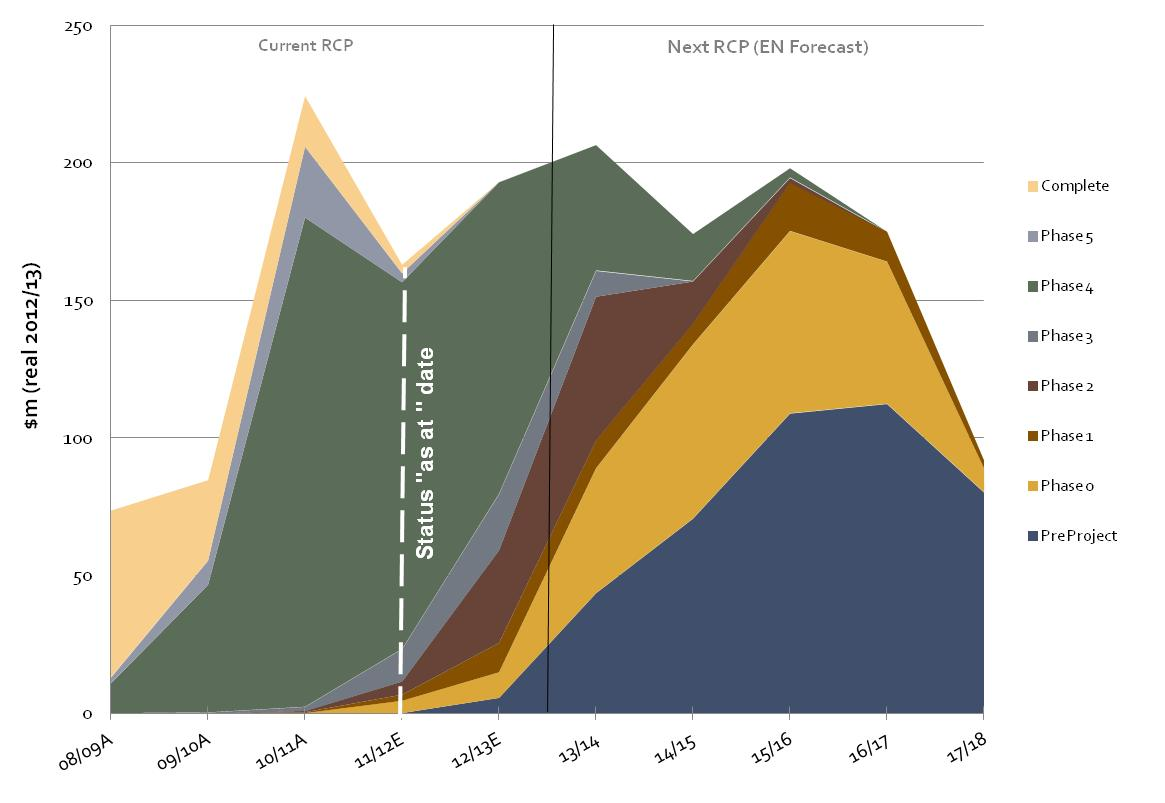 250
200
150
100
50
0
$m (real 2012/13)
Current RCP
Next RCP (EN Forecast)
Status "as at " date
08/09A
09/10A
10/11A
11/12E
12/13E
13/14
14/15
15/16
16/17
17/18
Complete
Phase 5
Phase 4
Phase 3
Phase 2
Phase 1
Phase 0
Pre Project